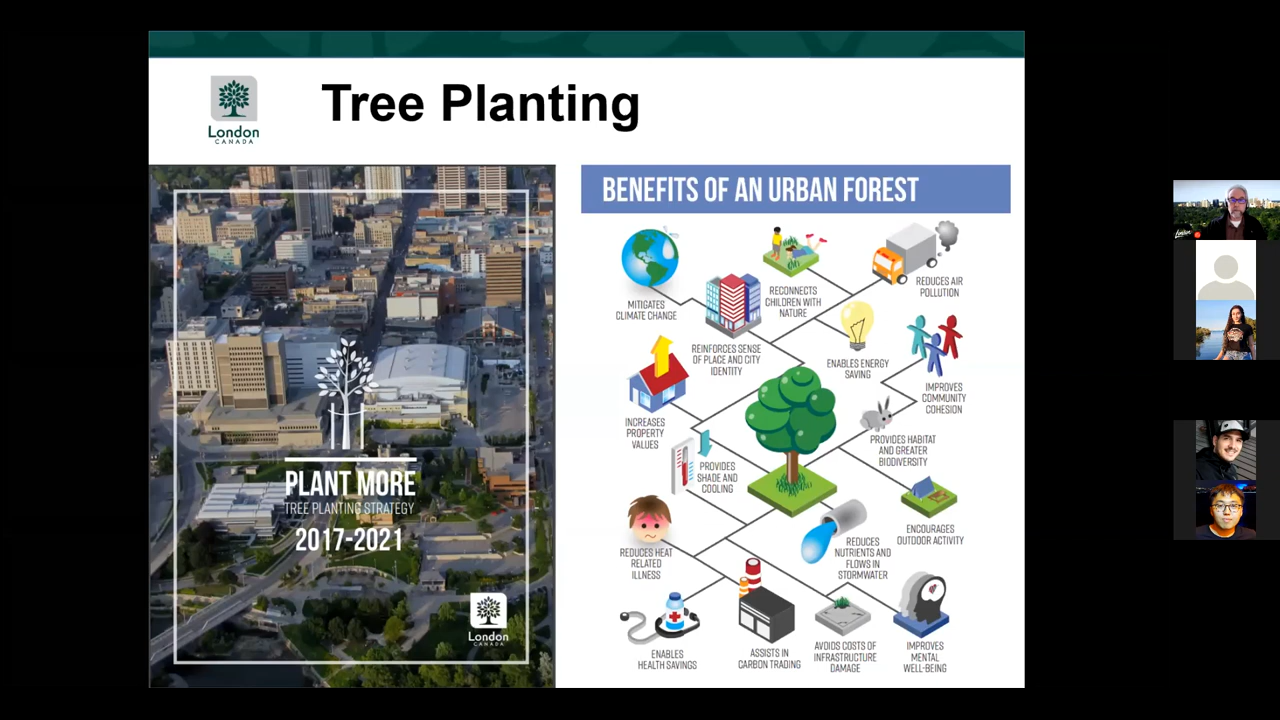 London
CANADA
Tree Planting
PLANT MORE
TREE PLANTING STRATEGY
2017-2021
London
CANADA
BENEFITS OF AN URBAN FOREST
MITIGATES
CLIMATE CHANGE
RECONNECTS
CHILDREN WITH
NATURE
REDUCES AIR
POLLUTION
REINFORCES SENSE
OF PLACE AND CITY
IDENTITY
ENABLES ENERGY
SAVING
IMPROVES
COMMUNITY
COHESION
INCREASES
PROPERTY
VALUES
PROVIDES
SHADE AND
COOLING
PROVIDES HABITAT
AND GREATER
BIODIVERSITY
ENCOURAGES
OUTDOOR ACTIVITY
REDUCES HEAT
RELATED
ILLNESS
REDUCES
NUTRIENTS AND
FLOWS IN
STORMWATER
ENABLES
HEALTH SAVINGS
ASSISTS IN
CARBON TRADING
AVOIDS COSTS OF
INFRASTRUCTURE
DAMAGE
IMPROVES
MENTAL
WELL-BEING
London